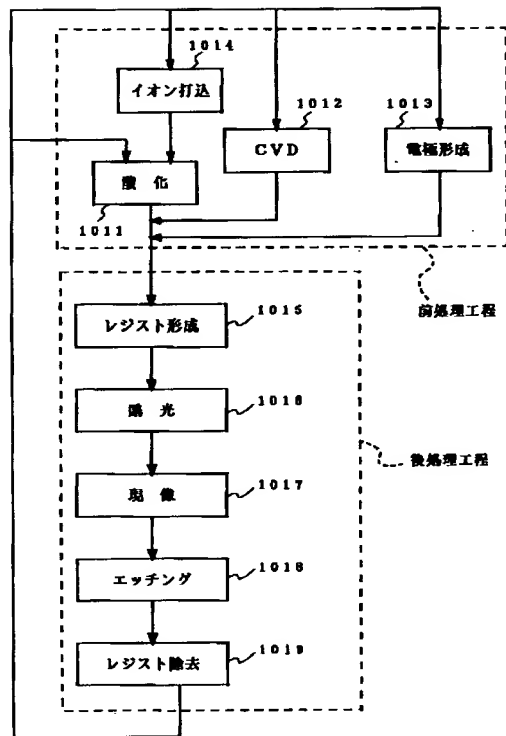 1014
イオン打込
1012
CVD
1013
電極形成
酸 化
1011
前処理工程
レジスト形成
1015
露 光
1016
後処理工程
現 像
1017
エッチング
1018
レジスト除去
1019